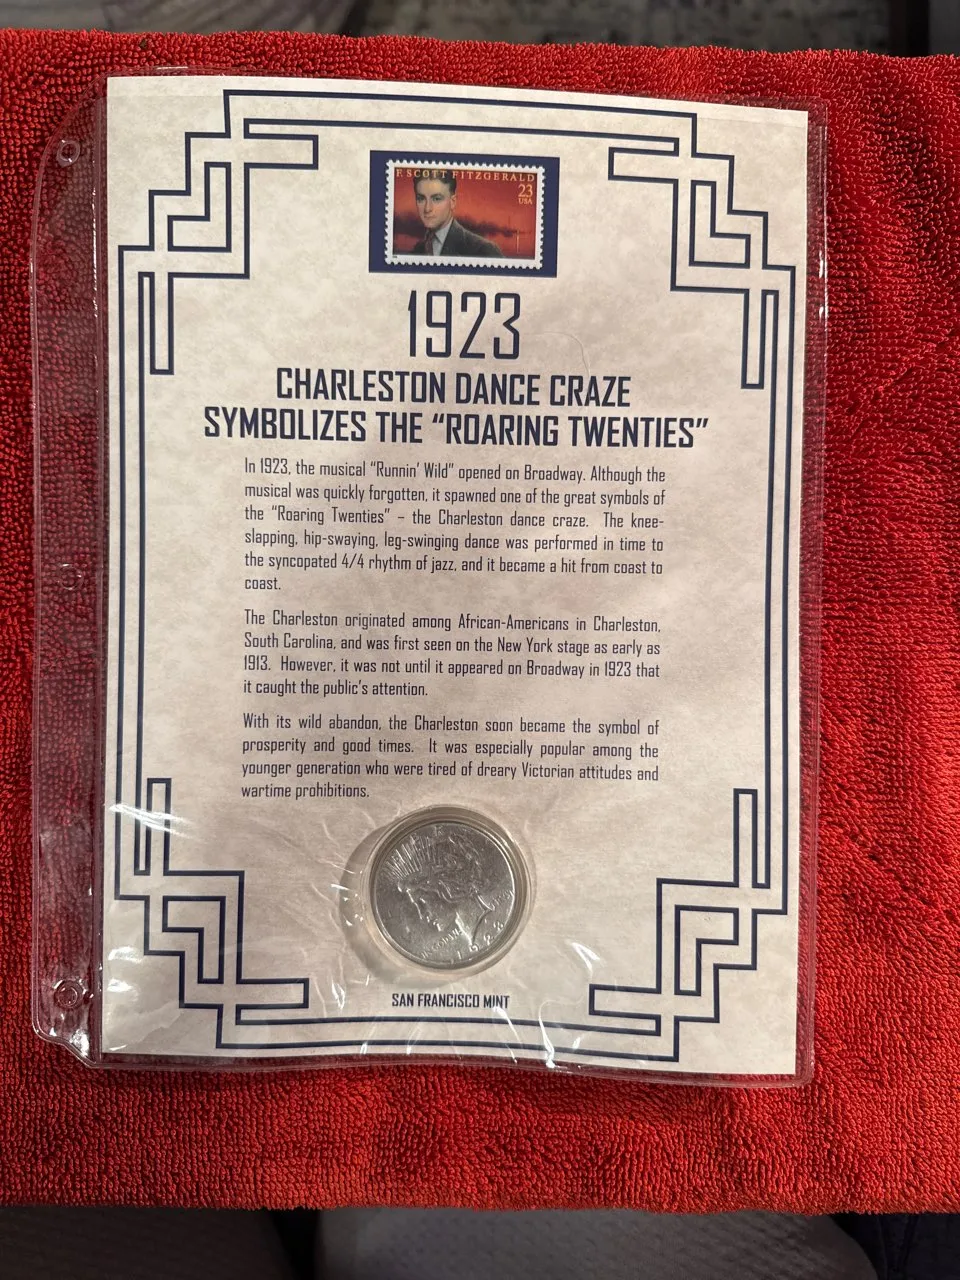 F. SCOTT FITZGERALD
23
USA
1923
CHARLESTON DANCE CRAZE
SYMBOLIZES THE “ROARING TWENTIES”
In 1923, the musical “Runnin’ Wild” opened on Broadway. Although the
musical was quickly forgotten, it spawned one of the great symbols of
the “Roaring Twenties” – the Charleston dance craze. The knee-
slapping, hip-swaying, leg-swinging dance was performed in time to
the syncopated 4/4 rhythm of jazz, and it became a hit from coast to
coast.
The Charleston originated among African-Americans in Charleston,
South Carolina, and was first seen on the New York stage as early as
1913. However, it was not until it appeared on Broadway in 1923 that
it caught the public’s attention.
With its wild abandon, the Charleston soon became the symbol of
prosperity and good times. It was especially popular among the
younger generation who were tired of dreary Victorian attitudes and
wartime prohibitions.
SAN FRANCISCO MINT